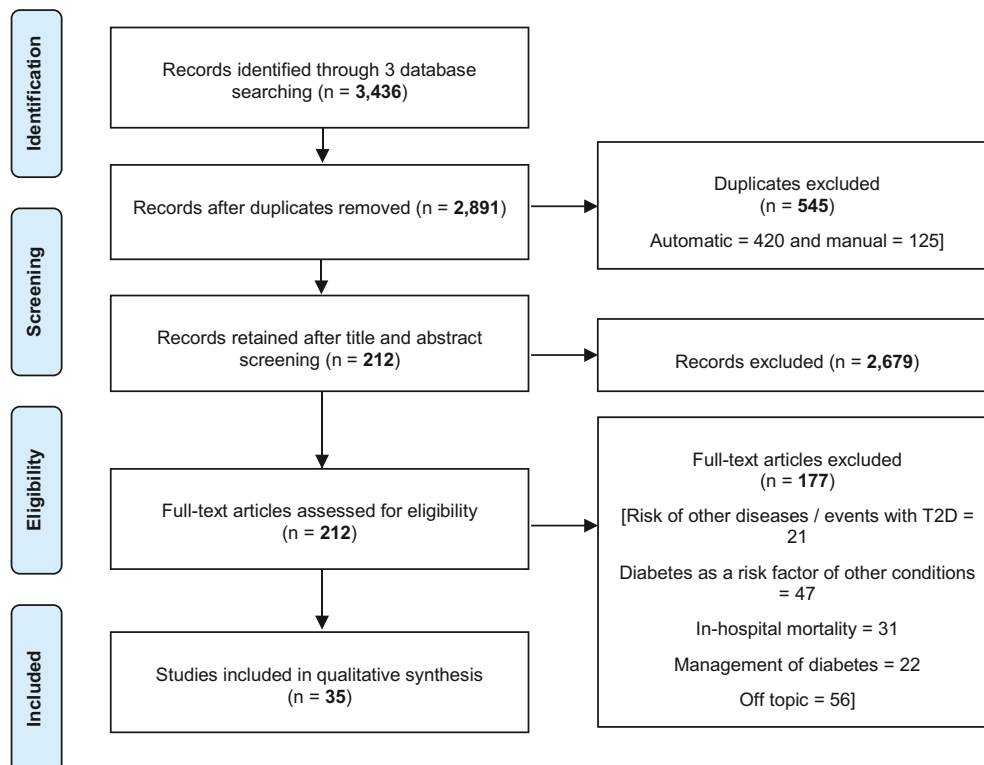 Identification
Records identified through 3 database
searching (n = 3,436)
Records after duplicates removed (n = 2,891)
Duplicates excluded
(n = 545)
Automatic = 420 and manual = 125]
Screening
Records retained after title and abstract
screening (n = 212)
Records excluded (n = 2,679)
Eligibility
Full-text articles assessed for eligibility
(n = 212)
Full-text articles excluded
(n = 177)
[Risk of other diseases / events with T2D =
21
Diabetes as a risk factor of other conditions
= 47
In-hospital mortality = 31
Management of diabetes = 22
Off topic = 56]
Included
Studies included in qualitative synthesis
(n = 35)